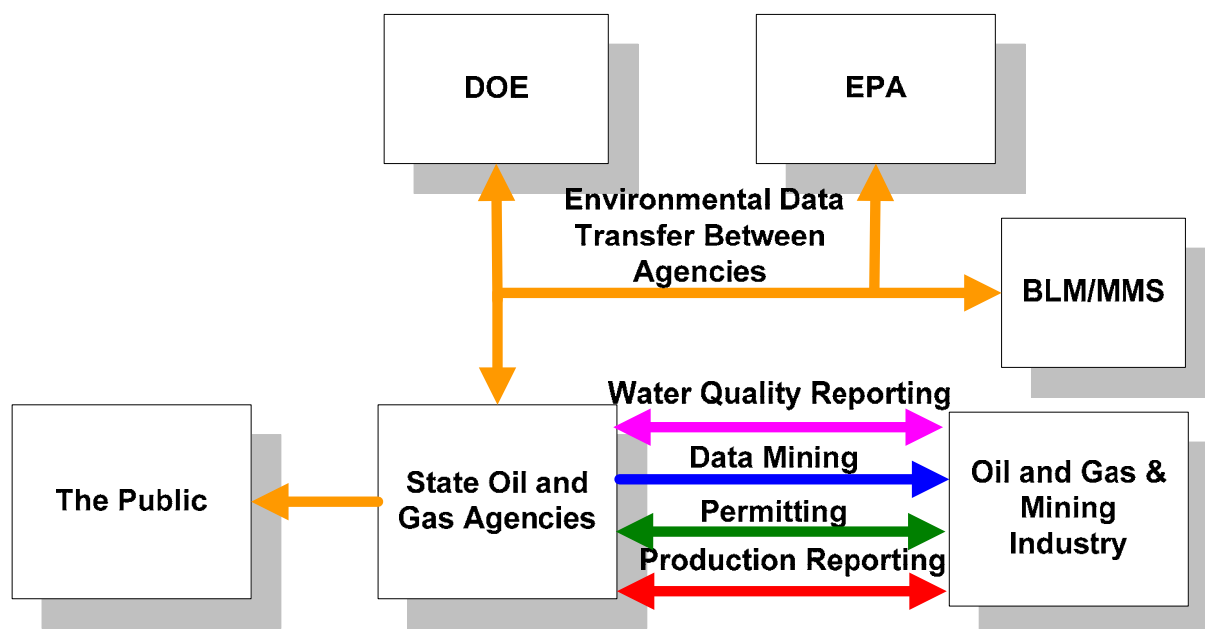 DOE
EPA
Environmental Data
Transfer Between
Agencies
BLM/MMS
The Public
State Oil and
Gas Agencies
Water Quality Reporting
Data Mining
Permitting
Production Reporting
Oil and Gas &
Mining
Industry